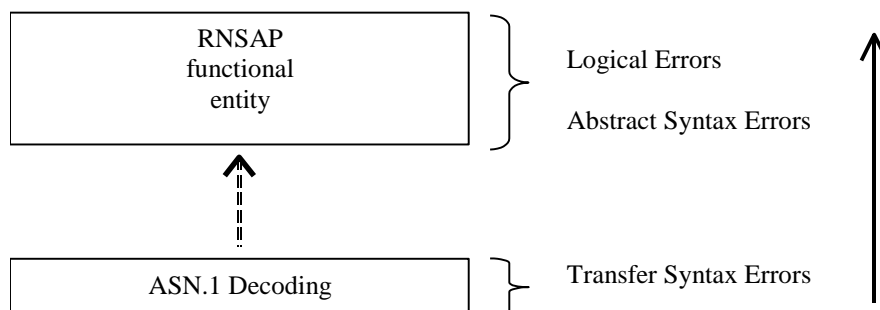 RNSAP
functional
entity
Logical Errors
Abstract Syntax Errors
ASN.1 Decoding
Transfer Syntax Errors